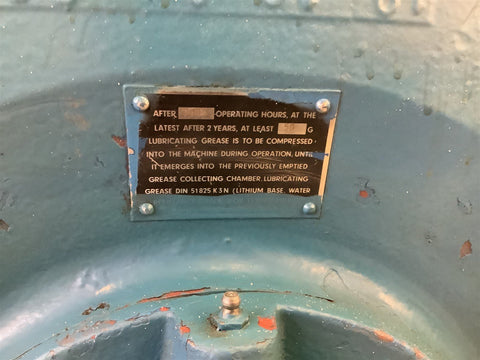 AFTER OPERATING HOURS, AT THE
LATEST AFTER 2 YEARS, AT LEAST 50 G
LUBRICATING GREASE IS TO BE COMPRESSED
INTO THE MACHINE DURING OPERATION, UNTIL
IT EMERGES INTO THE PREVIOUSLY EMPTIED
GREASE COLLECTING CHAMBER. LUBRICATING
GREASE DIN 51825 K3N (LITHIUM BASE, WATER